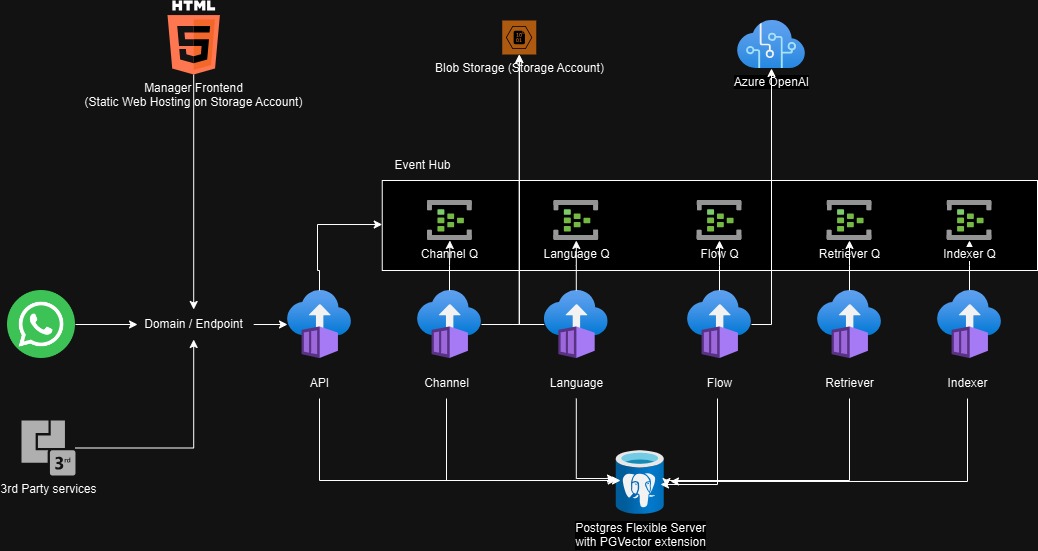 HTML
5
Manager Frontend
(Static Web Hosting on Storage Account)
10
01
Blob Storage (Storage Account)
Azure OpenAI
Event Hub
Channel Q
Language Q
Flow Q
Retriever Q
Indexer Q
Domain / Endpoint
API
Channel
Language
Flow
Retriever
Indexer
3rd
3rd Party services
Postgres Flexible Server
with PGVector extension